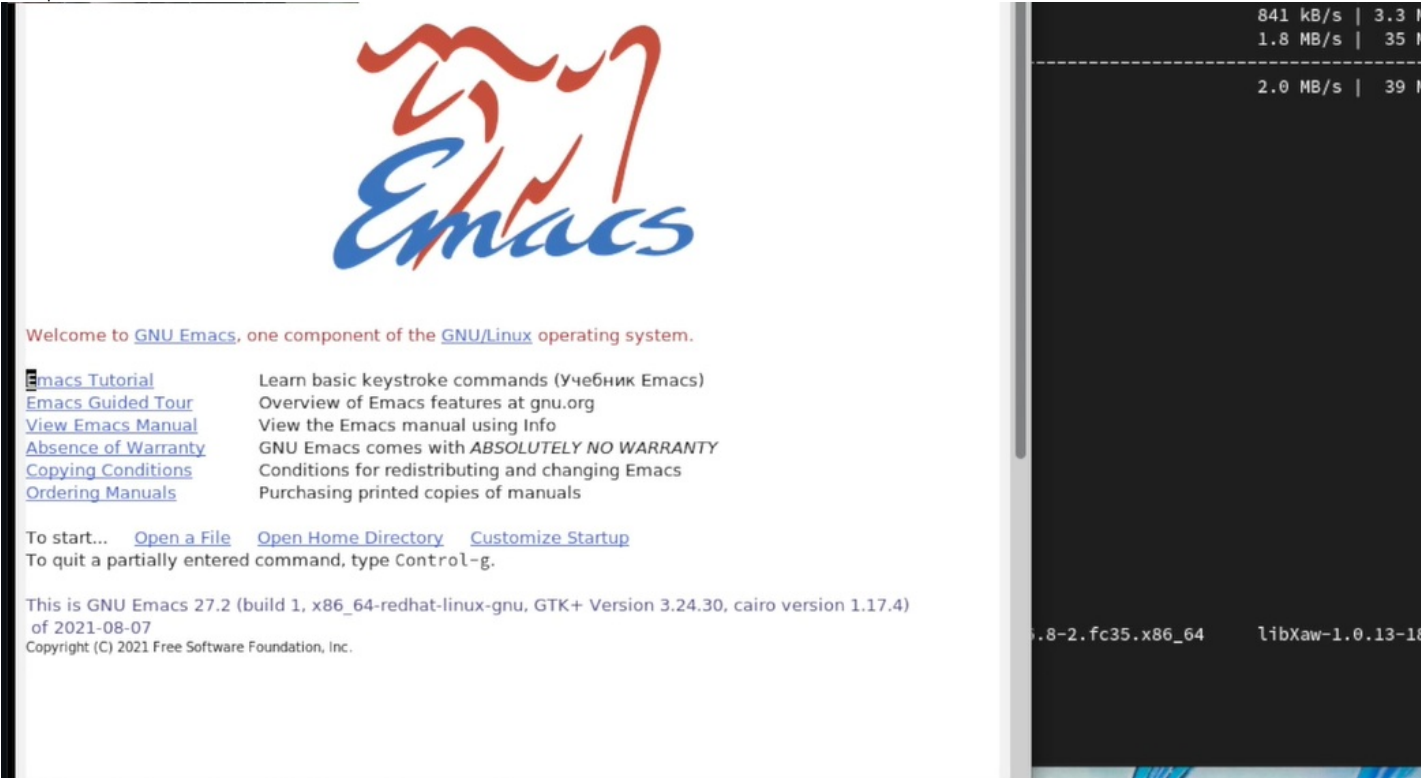 841 kB/s | 3.3
1.8 MB/s | 35
--------------------------------
2.0 MB/s | 39
Emacs
Welcome to GNU Emacs, one component of the GNU/Linux operating system.
Emacs Tutorial Learn basic keystroke commands (Учебник Emacs)
Emacs Guided Tour Overview of Emacs features at gnu.org
View Emacs Manual View the Emacs manual using Info
Absence of Warranty GNU Emacs comes with ABSOLUTELY NO WARRANTY
Copying Conditions Conditions for redistributing and changing Emacs
Ordering Manuals Purchasing printed copies of manuals
To start... Open a File Open Home Directory Customize Startup
To quit a partially entered command, type Control-g.
This is GNU Emacs 27.2 (build 1, x86_64-redhat-linux-gnu, GTK+ Version 3.24.30, cairo version 1.17.4)
of 2021-08-07
Copyright (C) 2021 Free Software Foundation, Inc.
.8-2.fc35.x86_64 libXaw-1.0.13-18